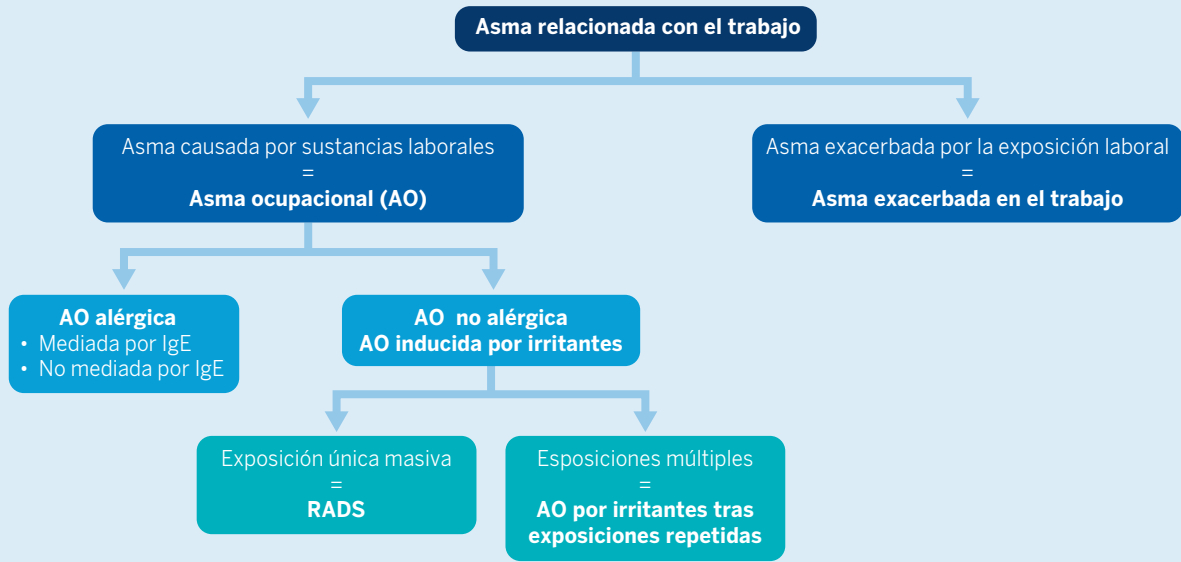 Asma relacionada con el trabajo
Asma causada por sustancias laborales
=
Asma ocupacional (AO)
Asma exacerbada por la exposición laboral
=
Asma exacerbada en el trabajo
AO alérgica
• Mediada por IgE
• No mediada por IgE
AO no alérgica
AO inducida por irritantes
Exposición única masiva
=
RADS
Esposiciones múltiples
=
AO por irritantes tras
exposiciones repetidas